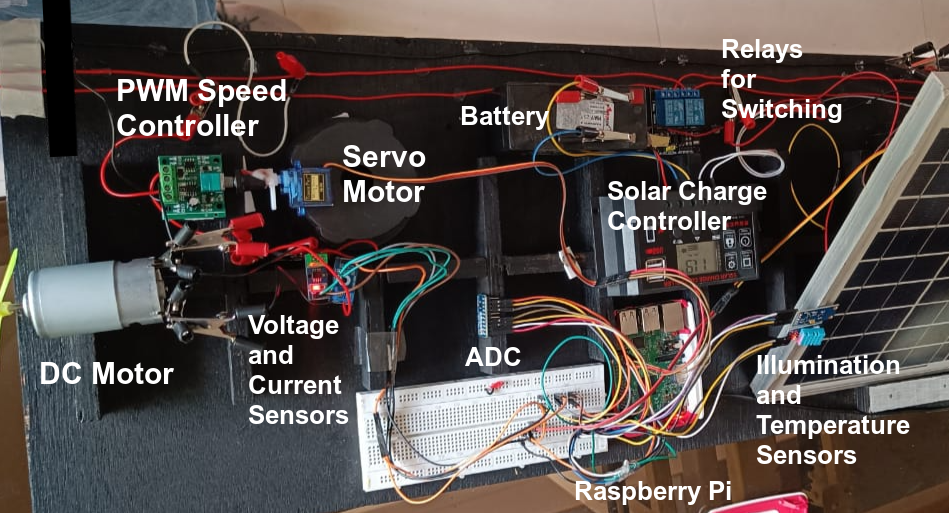 Relays
for
Switching
PWM Speed
Controller
Battery
Servo
Motor
Solar Charge
Controller
Voltage
and
Current
Sensors
ADC
DC Motor
Illumination
and
Temperature
Sensors
Raspberry Pi